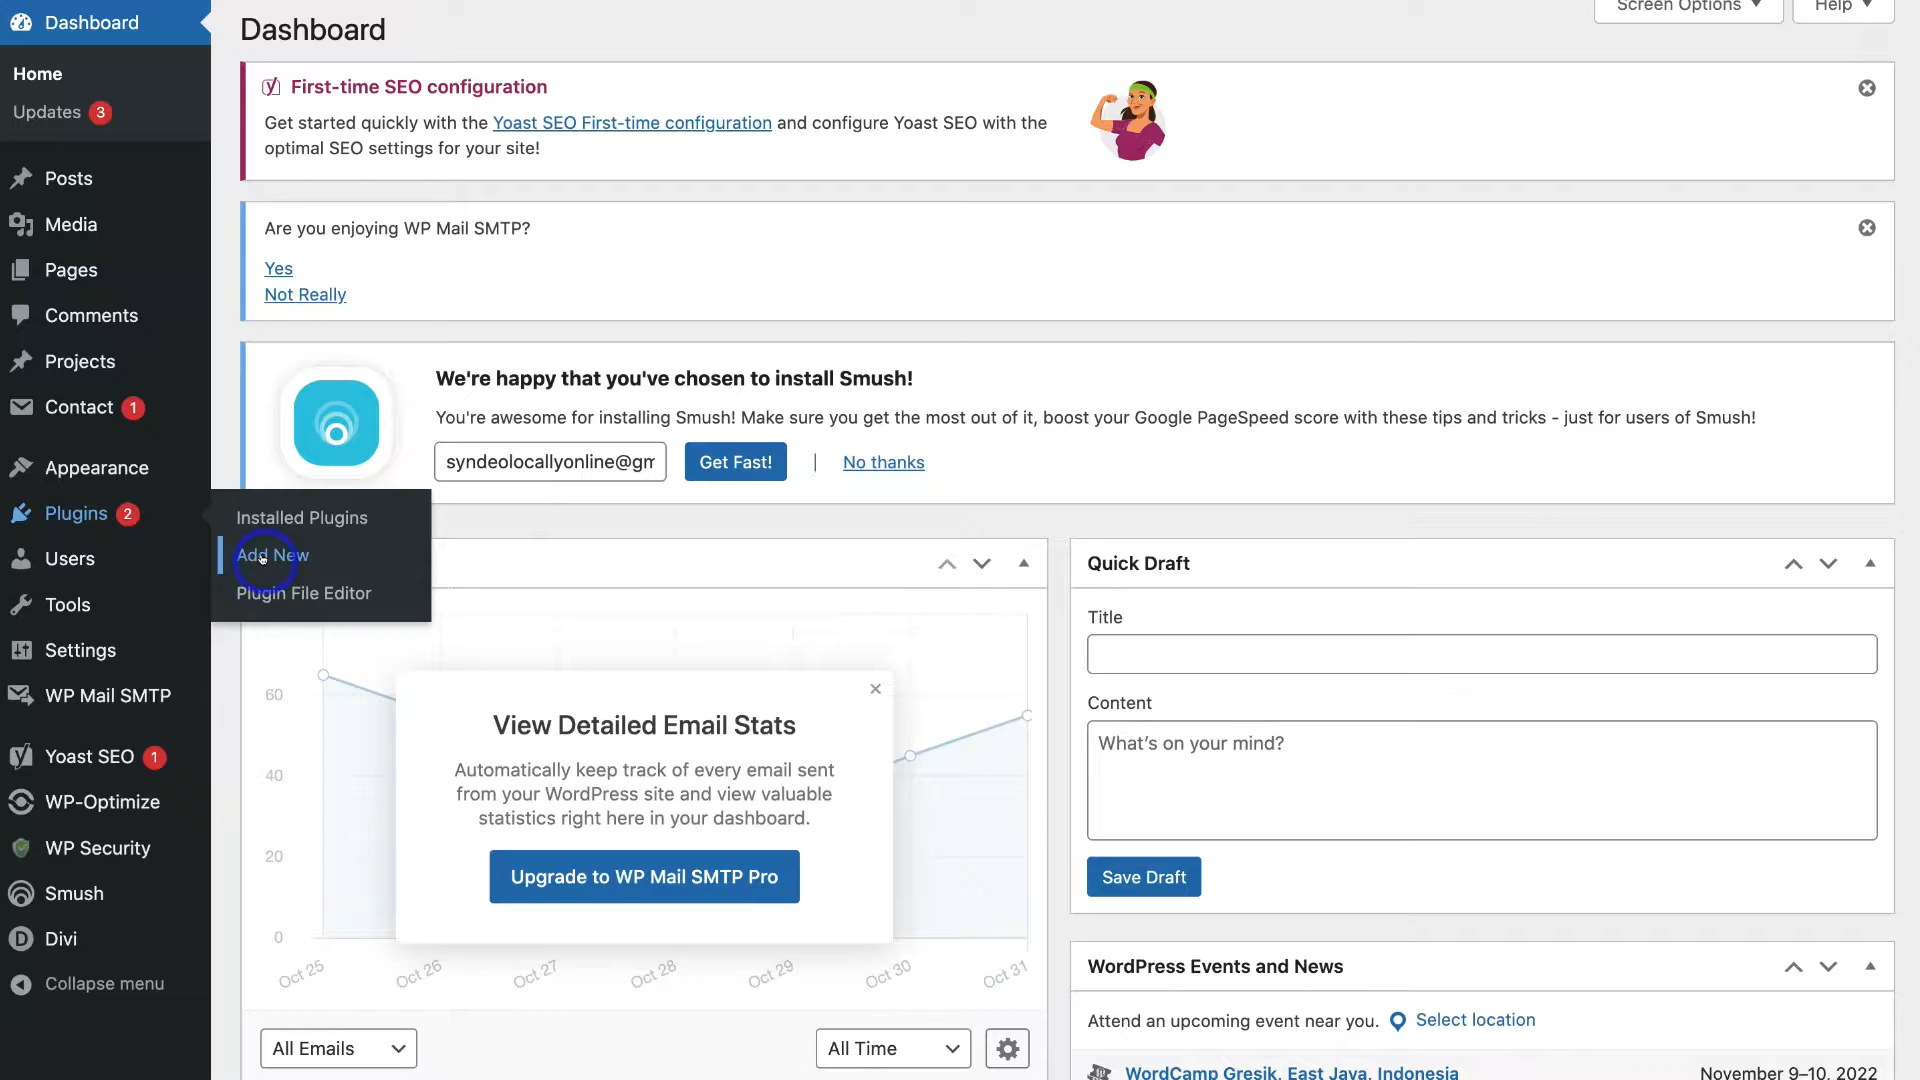 Dashboard
Home
Updates 3
Posts
Media
Pages
Comments
Projects
Contact 1
Appearance
Plugins 2
Users
Tools
Settings
WP Mail SMTP
Yoast SEO 1
WP-Optimize
WP Security
Smush
Divi
Collapse menu
Installed Plugins
Add New
Plugin File Editor
Screen Options
Help
Dashboard
First-time SEO configuration
Get started quickly with the Yoast SEO First-time configuration and configure Yoast SEO with the
optimal SEO settings for your site!
Are you enjoying WP Mail SMTP?
Yes
Not Really
We're happy that you've chosen to install Smush!
You're awesome for installing Smush! Make sure you get the most out of it, boost your Google PageSpeed score with these tips and tricks - just for users of Smush!
syndeolocallyonline@gm
Get Fast!
|
No thanks
60
40
20
0
Oct 25
Oct 26
Oct 27
Oct 28
Oct 29
Oct 30
Oct 31
View Detailed Email Stats
Automatically keep track of every email sent
from your WordPress site and view valuable
statistics right here in your dashboard.
Upgrade to WP Mail SMTP Pro
All Emails
All Time
Quick Draft
Title
Content
What's on your mind?
Save Draft
WordPress Events and News
Attend an upcoming event near you.
Select location
WordCamp Gresik, East Java, Indonesia
November 9–10, 2022